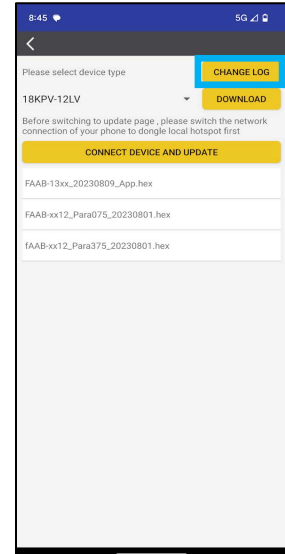 8:45 5G
Please select device type CHANGE LOG
18KPV-12LV DOWNLOAD
Before switching to update page , please switch the network
connection of your phone to dongle local hotspot first
CONNECT DEVICE AND UPDATE
FAAB-13xx_20230809_App.hex
FAAB-xx12_Para075_20230801.hex
fAAB-xx12_Para375_20230801.hex